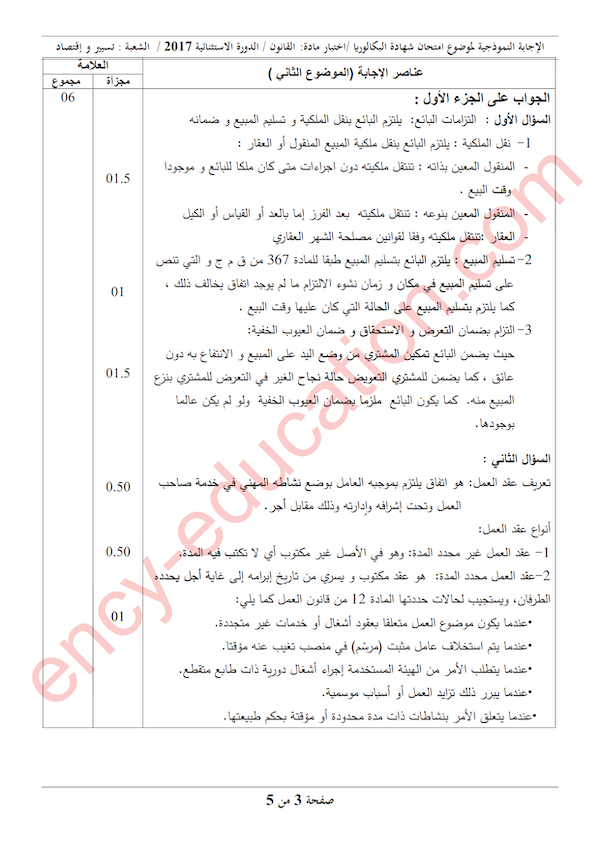 الإجابة النموذجية لموضوع امتحان شهادة البكالوريا /اختبار مادة: القانون / الدورة الاستثنائية 2017 / الشعبة : تسيير و إقتصاد
العلامة
عناصر الإجابة (الموضوع الثاني )
مجموع
مجزأة
06
الجواب على الجزء الأول :
السؤال الأول : التزامات البائع: يلتزم البائع بنقل الملكية و تسليم المبيع و ضمانه
1- نقل الملكية : يلتزم البائع بنقل ملكية المبيع المنقول أو العقار :
01.5
- المنقول المعين بذاته : تنتقل ملكيته دون اجراءات متى كان ملكا للبائع و موجودا
وقت البيع .
- المنقول المعين بنوعه : تنتقل ملكيته بعد الفرز إما بالعد أو القياس أو الكيل
- العقار :تنتقل ملكيته وفقا لقوانين مصلحة الشهر العقاري
2- تسليم المبيع : يلتزم البائع بتسليم المبيع طبقا للمادة 367 من ق م ج و التي تنص
01
على تسليم المبيع في مكان و زمان نشوء الالتزام ما لم يوجد اتفاق يخالف ذلك ،
كما يلتزم بتسليم المبيع على الحالة التي كان عليها وقت البيع .
3- التزام بضمان التعرض و الاستحقاق و ضمان العيوب الخفية:
حيث يضمن البائع تمكين المشتري من وضع اليد على المبيع و الانتفاع به دون
01.5
عائق ، كما يضمن للمشتري التعويض حالة نجاح الغير في التعرض للمشتري بنزع
المبيع منه. كما يكون البائع ملزما بضمان العيوب الخفية ولو لم يكن عالما
بوجودها.
السؤال الثاني :
0.50
تعريف عقد العمل: هو اتفاق يلتزم بموجبه العامل بوضع نشاطه المهني في خدمة صاحب
العمل وتحت إشرافه وإدارته وذلك مقابل أجر .
أنواع عقد العمل:
0.50
1- عقد العمل غير محدد المدة: وهو في الأصل غير مكتوب أي لا تكتب فيه المدة.
2-عقد العمل محدد المدة: هو عقد مكتوب و يسري من تاريخ إبرامه إلى غاية أجل يحدده
الطرفان، ويستجيب لحالات حددتها المادة 12 من قانون العمل كما يلي:
01
•عندما يكون موضوع العمل متعلقا بعقود أشغال أو خدمات غير متجددة.
•عندما يتم استخلاف عامل مثبت (مرسّم) في منصب تغيب عنه مؤقتا.
•عندما يتطلب الأمر من الهيئة المستخدمة إجراء أشغال دورية ذات طابع متقطع.
•عندما يبرر ذلك تزايد العمل أو أسباب موسمية.
•عندما يتعلق الأمر بنشاطات ذات مدة محدودة أو مؤقتة بحكم طبيعتها.
ency-education.com
صفحة 3 من 5